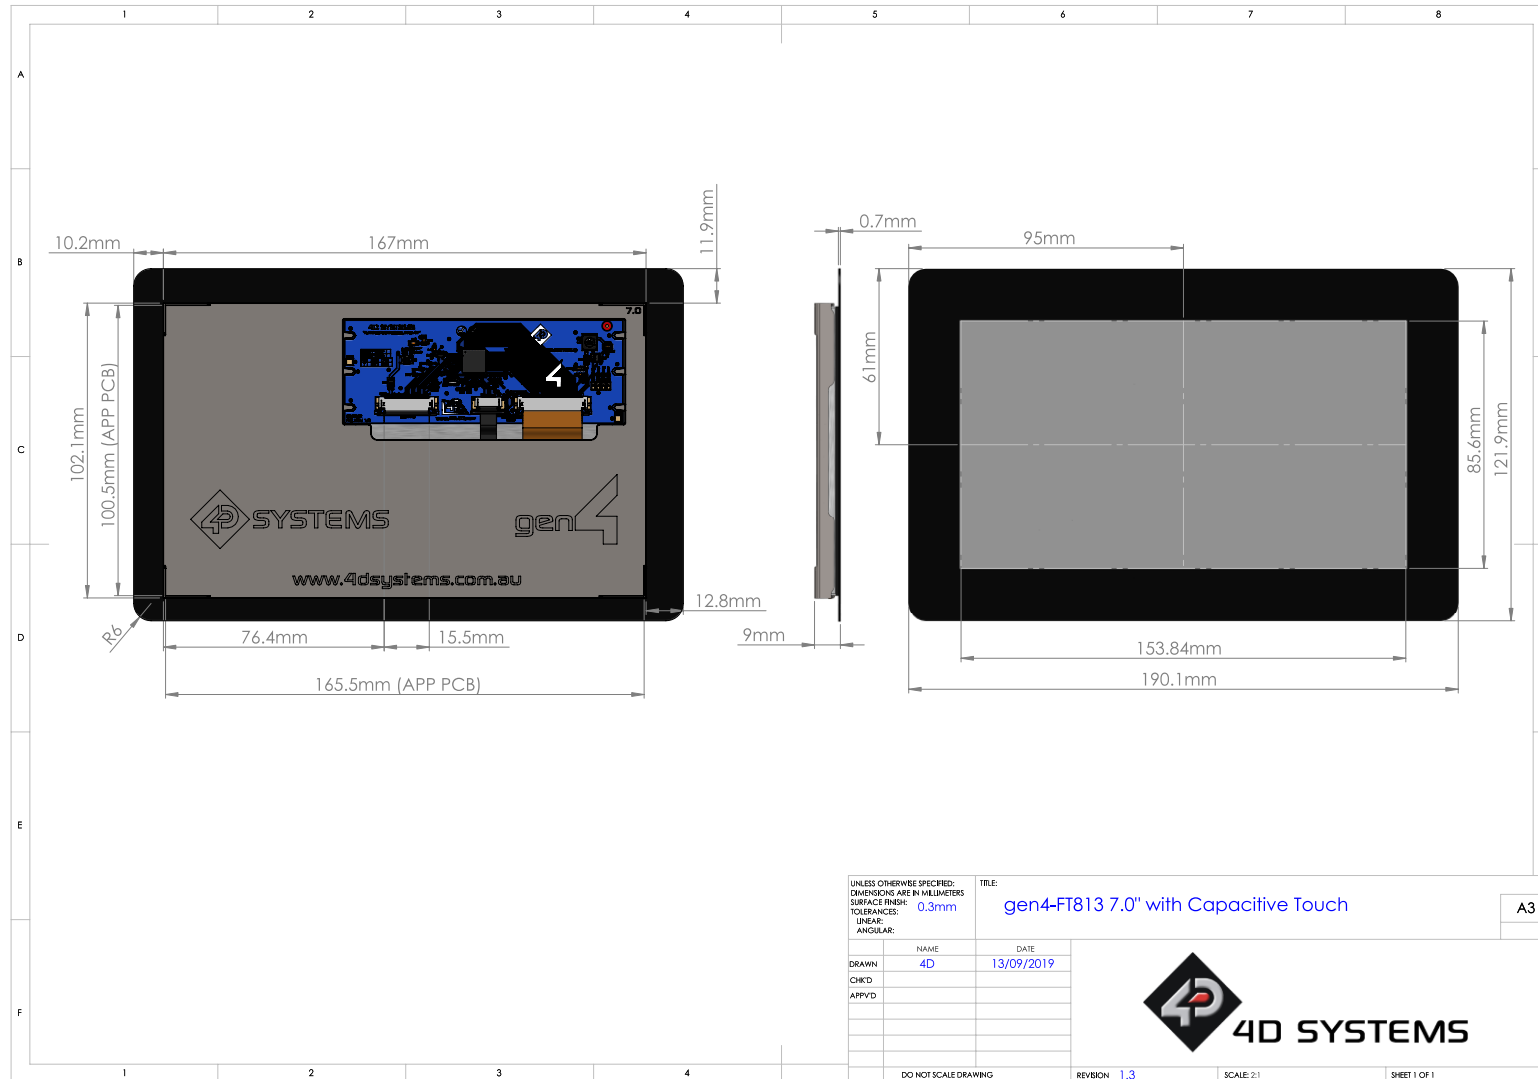 1 2 3 4 5 6 7 8
A
B
C
D
E
F
10.2mm
167mm
11.9mm
0.7mm
95mm
7.0
61mm
102.1mm
100.5mm (APP PCB)
85.6mm
121.9mm
4D SYSTEMS
gen4
www.4dsystems.com.au
R6
76.4mm
15.5mm
12.8mm
9mm
165.5mm (APP PCB)
153.84mm
190.1mm
UNLESS OTHERWISE SPECIFIED:
DIMENSIONS ARE IN MILLIMETERS
SURFACE FINISH: 0.3mm
TOLERANCES:
LINEAR:
ANGULAR:
TITLE:
gen4-FT813 7.0" with Capacitive Touch
A3
NAME DATE
DRAWN 4D 13/09/2019
CHK'D
APPV'D
4D SYSTEMS
DO NOT SCALE DRAWING REVISION 1.3 SCALE: 2:1 SHEET 1 OF 1
1 2 3 4